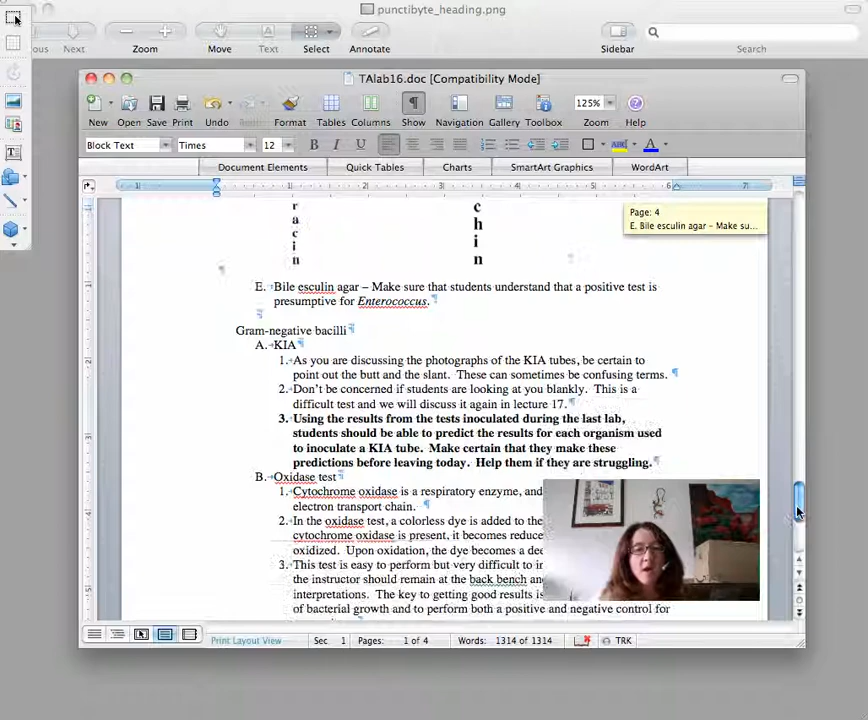 punctibyte_heading.png
ous Next Zoom Move Text Select Annotate Sidebar Search
TAlab16.doc [Compatibility Mode]
125%
New Open Save Print Undo Format Tables Columns Show Navigation Gallery Toolbox Zoom Help
Block Text Times 12 B I U ABC A
Document Elements Quick Tables Charts SmartArt Graphics WordArt
1 1 2 3 4 5 6 7
r c
a h
c i
i n
n
Page: 4
E. Bile esculin agar – Make su...
E. Bile esculin agar – Make sure that students understand that a positive test is
presumptive for Enterococcus. ¶
Gram-negative bacilli ¶
A. KIA ¶
1. As you are discussing the photographs of the KIA tubes, be certain to
point out the butt and the slant. These can sometimes be confusing terms. ¶
2. Don't be concerned if students are looking at you blankly. This is a
difficult test and we will discuss it again in lecture 17. ¶
3. Using the results from the tests inoculated during the last lab,
students should be able to predict the results for each organism used
to inoculate a KIA tube. Make certain that they make these
predictions before leaving today. Help them if they are struggling. ¶
B. Oxidase test ¶
1. Cytochrome oxidase is a respiratory enzyme, and
electron transport chain. ¶
2. In the oxidase test, a colorless dye is added to the
cytochrome oxidase is present, it becomes reduce
oxidized. Upon oxidation, the dye becomes a dee
3. This test is easy to perform but very difficult to in
the instructor should remain at the back bench an
interpretations. The key to getting good results is
of bacterial growth and to perform both a positive and negative control for
Print Layout View Sec 1 Pages: 1 of 4 Words: 1314 of 1314 TRK